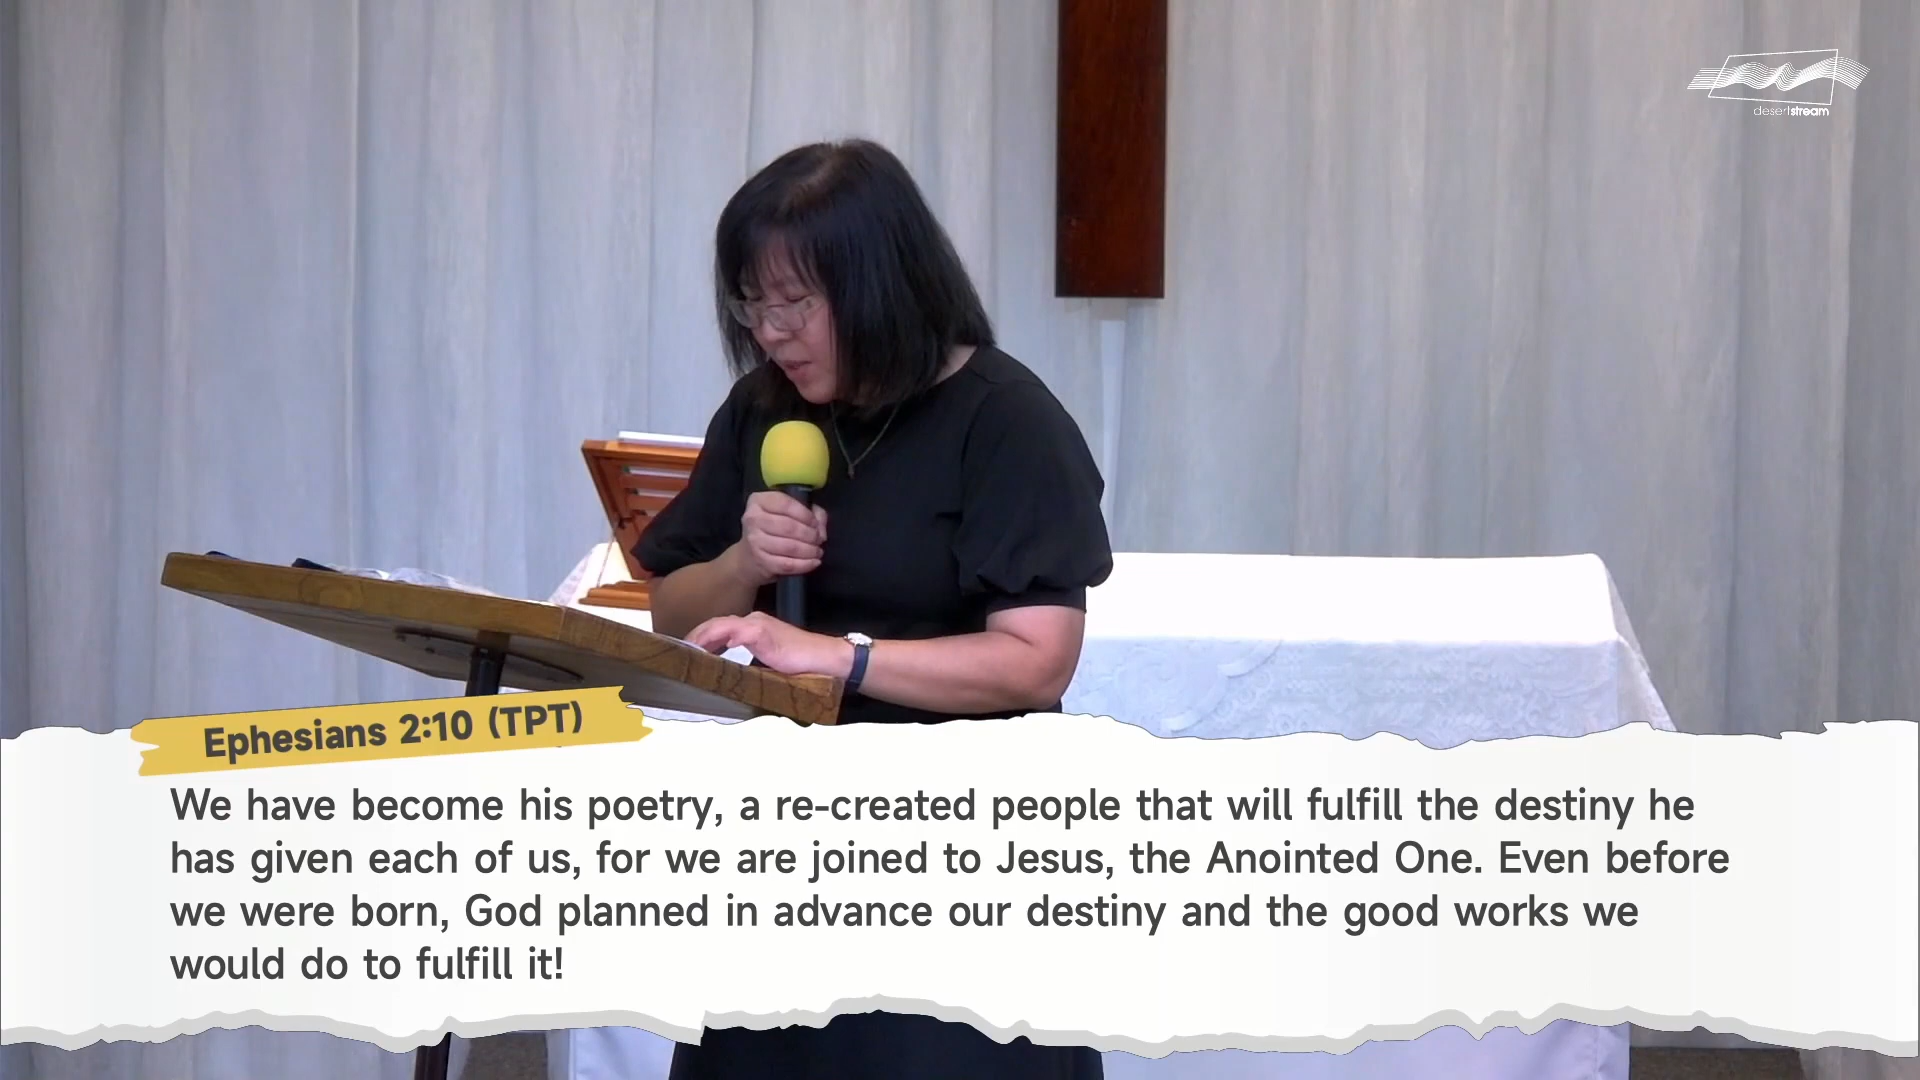 desertstream
Ephesians 2:10 (TPT)
We have become his poetry, a re-created people that will fulfill the destiny he
has given each of us, for we are joined to Jesus, the Anointed One. Even before
we were born, God planned in advance our destiny and the good works we
would do to fulfill it!